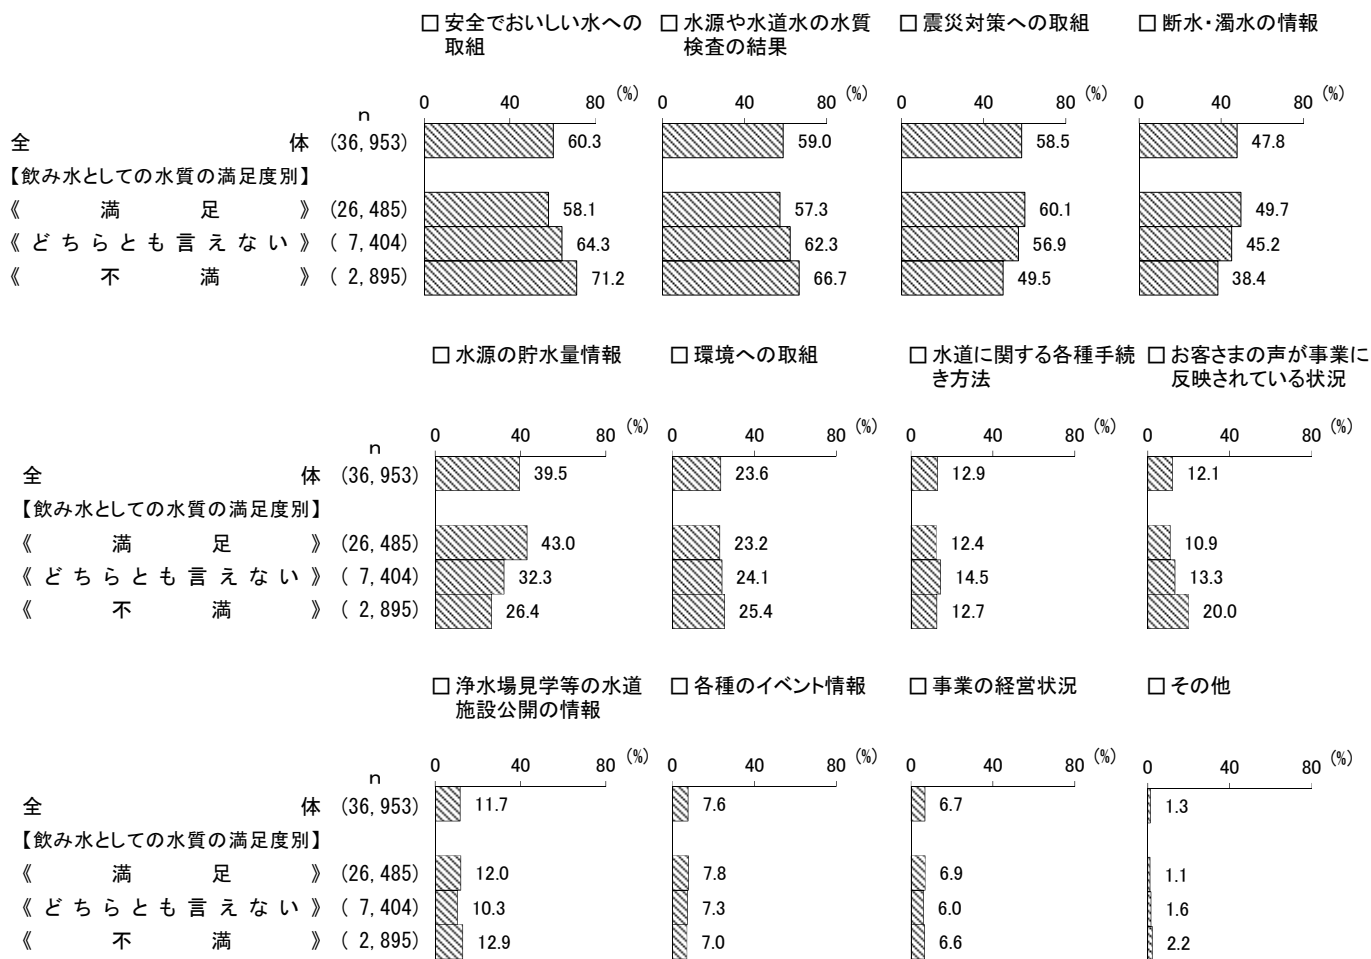 □ 安全でおいしい水への 取組
□ 水源や水道水の水質 検査の結果
□ 震災対策への取組
□ 断水・濁水の情報
0 40 80 (%) 0 40 80 (%) 0 40 80 (%) 0 40 80 (%)
n
全体 (36,953) 60.3 59.0 58.5 47.8
【飲み水としての水質の満足度別】
《満足》 (26,485) 58.1 57.3 60.1 49.7
《どちらとも言えない》 ( 7,404) 64.3 62.3 56.9 45.2
《不満》 ( 2,895) 71.2 66.7 49.5 38.4
□ 水源の貯水量情報
□ 環境への取組
□ 水道に関する各種手続 き方法
□ お客さまの声が事業に 反映されている状況
0 40 80 (%) 0 40 80 (%) 0 40 80 (%) 0 40 80 (%)
n
全体 (36,953) 39.5 23.6 12.9 12.1
【飲み水としての水質の満足度別】
《満足》 (26,485) 43.0 23.2 12.4 10.9
《どちらとも言えない》 ( 7,404) 32.3 24.1 14.5 13.3
《不満》 ( 2,895) 26.4 25.4 12.7 20.0
□ 浄水場見学等の水道 施設公開の情報
□ 各種のイベント情報
□ 事業の経営状況
□ その他
0 40 80 (%) 0 40 80 (%) 0 40 80 (%) 0 40 80 (%)
n
全体 (36,953) 11.7 7.6 6.7 1.3
【飲み水としての水質の満足度別】
《満足》 (26,485) 12.0 7.8 6.9 1.1
《どちらとも言えない》 ( 7,404) 10.3 7.3 6.0 1.6
《不満》 ( 2,895) 12.9 7.0 6.6 2.2